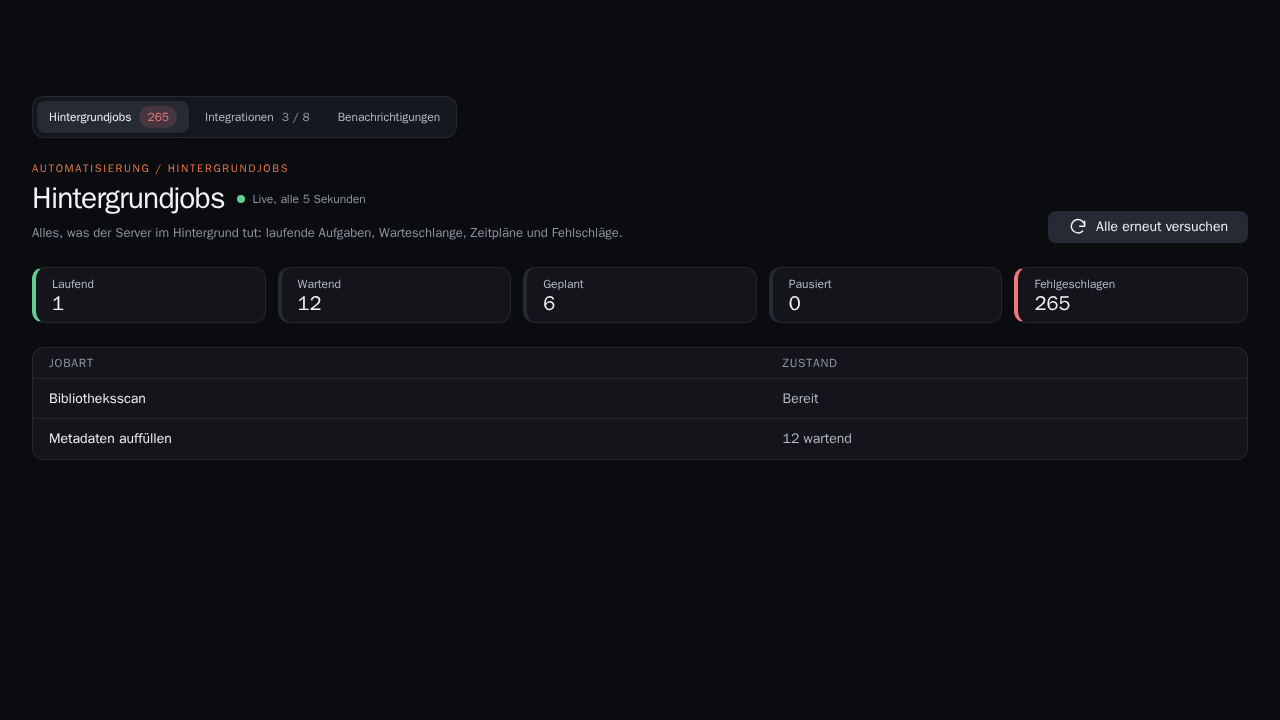 Hintergrundjobs 265 Integrationen 3 / 8 Benachrichtigungen
AUTOMATISIERUNG / HINTERGRUNDJOBS
Hintergrundjobs Live, alle 5 Sekunden
Alles, was der Server im Hintergrund tut: laufende Aufgaben, Warteschlange, Zeitpläne und Fehlschläge.
Alle erneut versuchen
Laufend Wartend Geplant Pausiert Fehlgeschlagen
1 12 6 0 265
JOBART ZUSTAND
Bibliotheksscan Bereit
Metadaten auffüllen 12 wartend